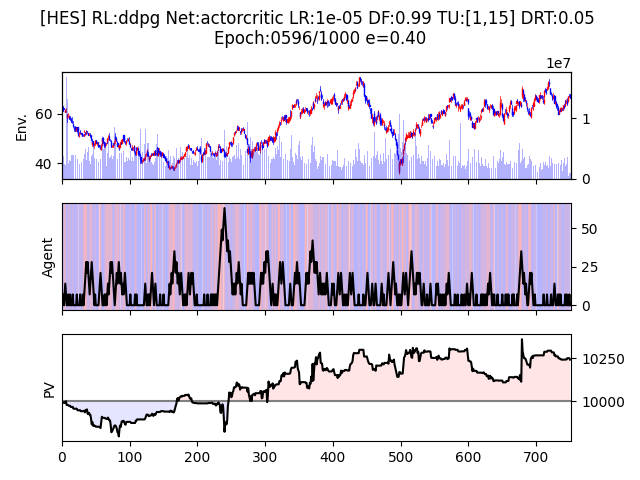 [HES] RL:ddpg Net:actorcritic LR:1e-05 DF:0.99 TU:[1,15] DRT:0.05
Epoch:0596/1000 e=0.40
1e7
Env.
60
40
1
0
Agent
50
25
0
PV
10250
10000
0 100 200 300 400 500 600 700